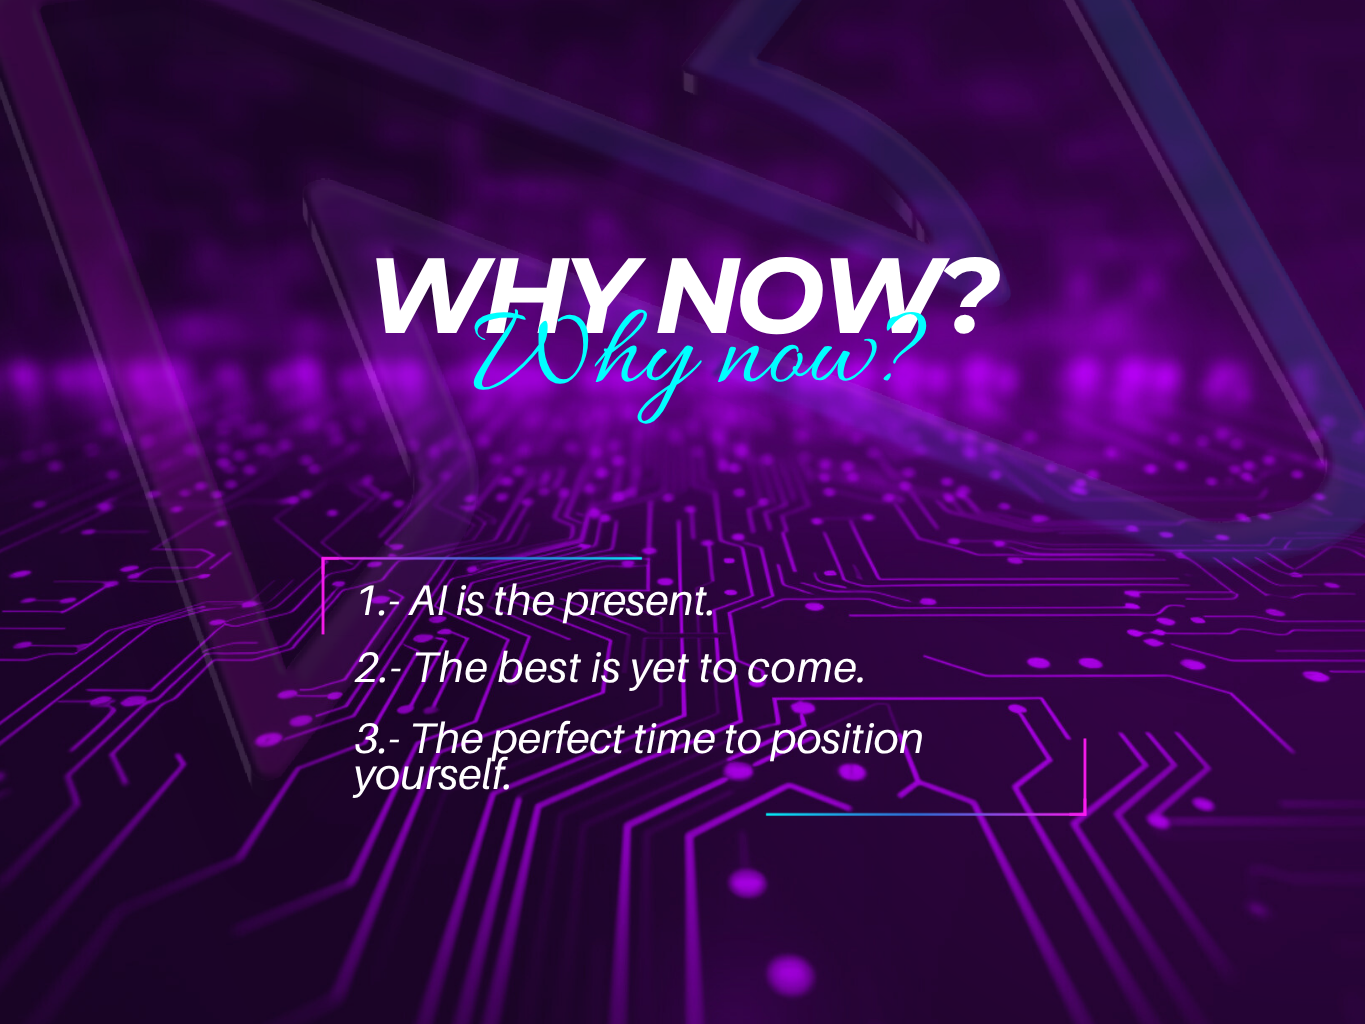 WHY NOW?
Why now?
1.- AI is the present.
2.- The best is yet to come.
3.- The perfect time to position
yourself.